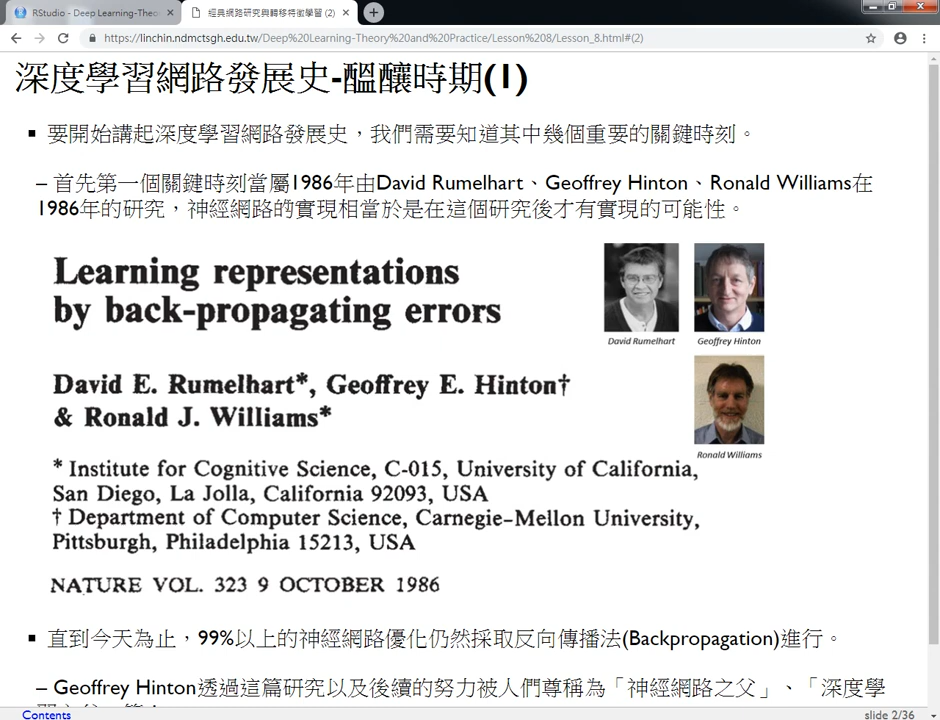 RStudio - Deep Learning-Theo
經典網路研究與轉移特徵學習 (2)
https://linchin.ndmctsgh.edu.tw/Deep%20Learning-Theory%20and%20Practice/Lesson%208/Lesson_8.html#(2)
深度學習網路發展史-醞釀時期(1)
要開始講起深度學習網路發展史，我們需要知道其中幾個重要的關鍵時刻。
– 首先第一個關鍵時刻當屬1986年由David Rumelhart、Geoffrey Hinton、Ronald Williams在
1986年的研究，神經網路的實現相當於是在這個研究後才有實現的可能性。
Learning representations
by back-propagating errors
David Rumelhart
Geoffrey Hinton
David E. Rumelhart*, Geoffrey E. Hinton†
& Ronald J. Williams*
Ronald Williams
* Institute for Cognitive Science, C-015, University of California,
San Diego, La Jolla, California 92093, USA
† Department of Computer Science, Carnegie-Mellon University,
Pittsburgh, Philadelphia 15213, USA
NATURE VOL. 323 9 OCTOBER 1986
直到今天為止，99%以上的神經網路優化仍然採取反向傳播法(Backpropagation)進行。
– Geoffrey Hinton透過這篇研究以及後續的努力被人們尊稱為「神經網路之父」、「深度學
Contents
slide 2/36